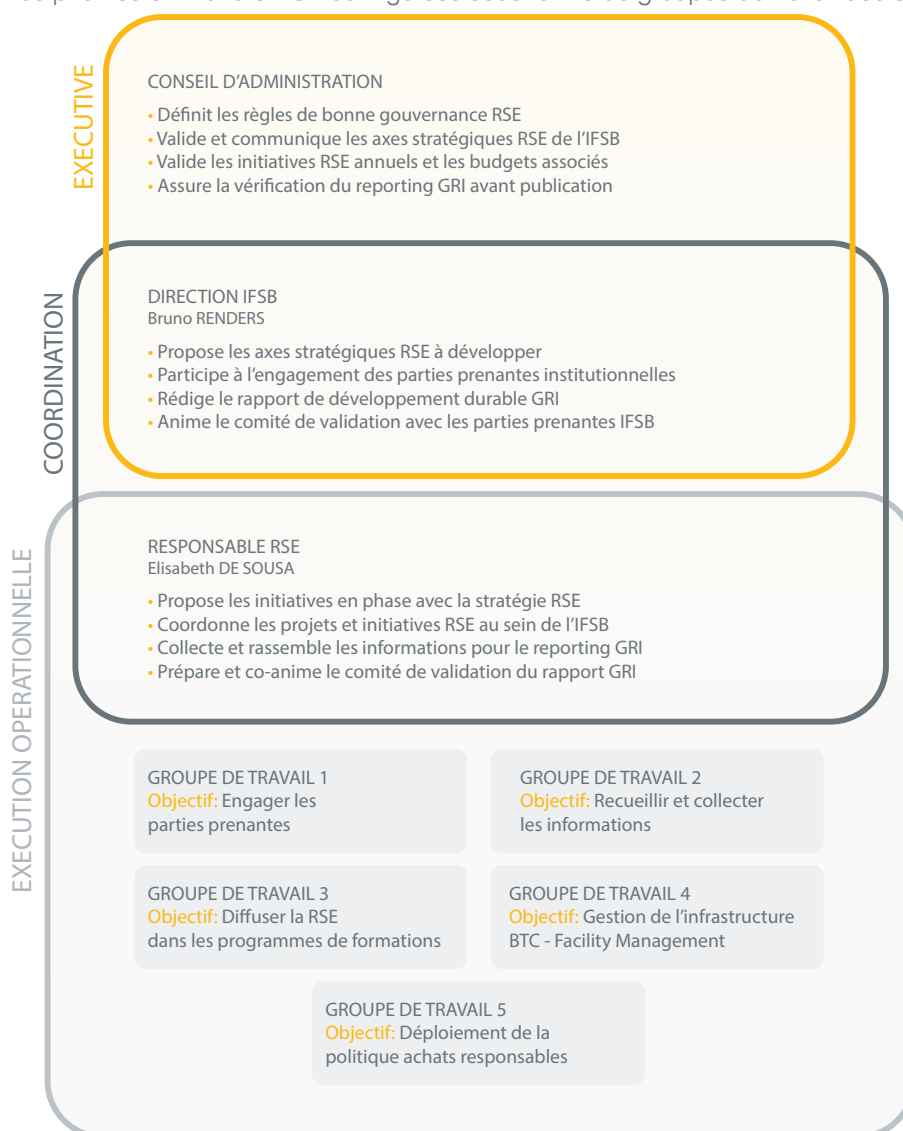 EXECUTIVE
CONSEIL D’ADMINISTRATION
• Définit les règles de bonne gouvernance RSE
• Valide et communique les axes stratégiques RSE de l’IFSB
• Valide les initiatives RSE annuels et les budgets associés
• Assure la vérification du reporting GRI avant publication
COORDINATION
DIRECTION IFSB
Bruno RENDERS
• Propose les axes stratégiques RSE à développer
• Participe à l’engagement des parties prenantes institutionnelles
• Rédige le rapport de développement durable GRI
• Anime le comité de validation avec les parties prenantes IFSB
EXECUTION OPERATIONNELLE
RESPONSABLE RSE
Elisabeth DE SOUSA
• Propose les initiatives en phase avec la stratégie RSE
• Coordonne les projets et initiatives RSE au sein de l’IFSB
• Collecte et rassemble les informations pour le reporting GRI
• Prépare et co-anime le comité de validation du rapport GRI
GROUPE DE TRAVAIL 1
Objectif: Engager les
parties prenantes
GROUPE DE TRAVAIL 2
Objectif: Recueillir et collecter
les informations
GROUPE DE TRAVAIL 3
Objectif: Diffuser la RSE
dans les programmes de formations
GROUPE DE TRAVAIL 4
Objectif: Gestion de l’infrastructure
BTC - Facility Management
GROUPE DE TRAVAIL 5
Objectif: Déploiement de la
politique achats responsables